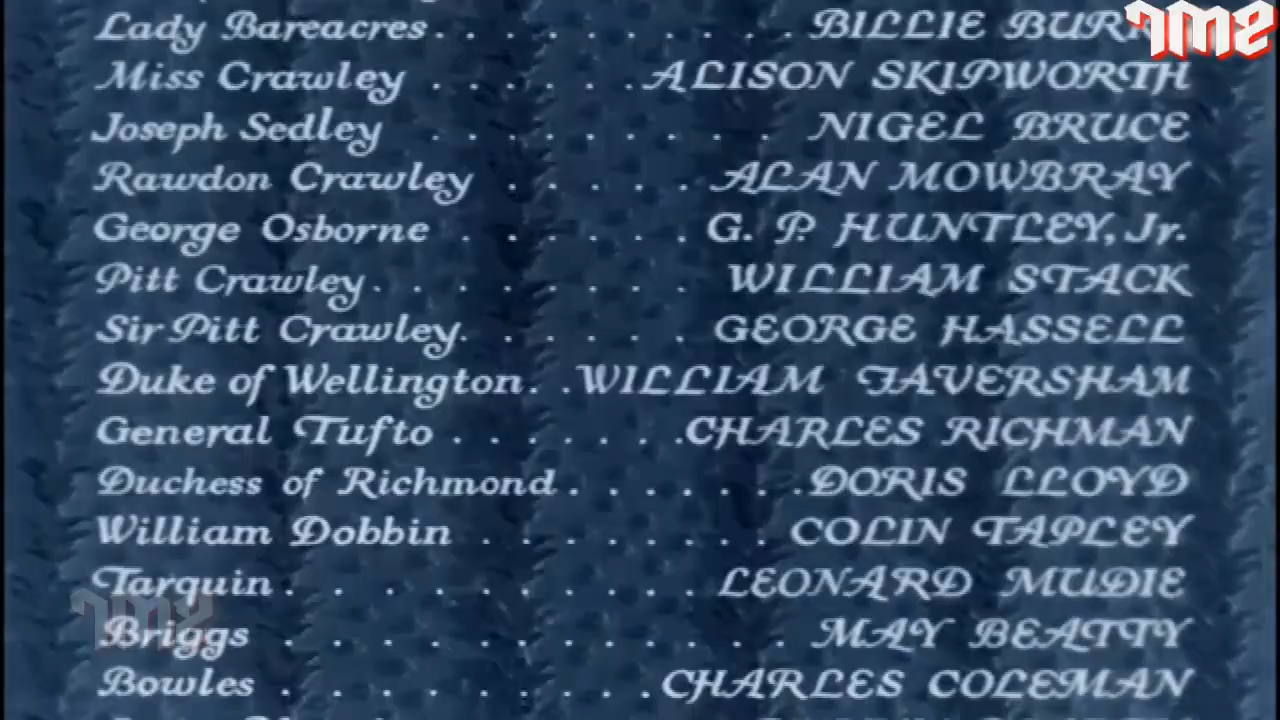 Lady Bareacres. . . . . . . . . BILLIE BUR
Miss Crawley . . . . . .ALISON SKIPWORTH
Joseph Sedley . . . . . . . . . NIGEL BRUCE
Rawdon Crawley . . . . .ALAN MOWBRAY
George Osborne . . . . . . G. P. HUNTLEY, Jr.
Pitt Crawley. . . . . . . . WILLIAM STACK
Sir Pitt Crawley. . . . . . GEORGE HASSELL
Duke of Wellington. .WILLIAM FAVERSHAM
General Tufto . . . . . . .CHARLES RICHMAN
Duchess of Richmond . . . . . .DORIS LLOYD
William Dobbin . . . . . . . COLIN TAPLEY
Tarquin. . . . . . . . . . . LEONARD MUDIE
Briggs . . . . . . . . . . . . MAY BEATTY
Bowles . . . . . . . . .CHARLES COLEMAN